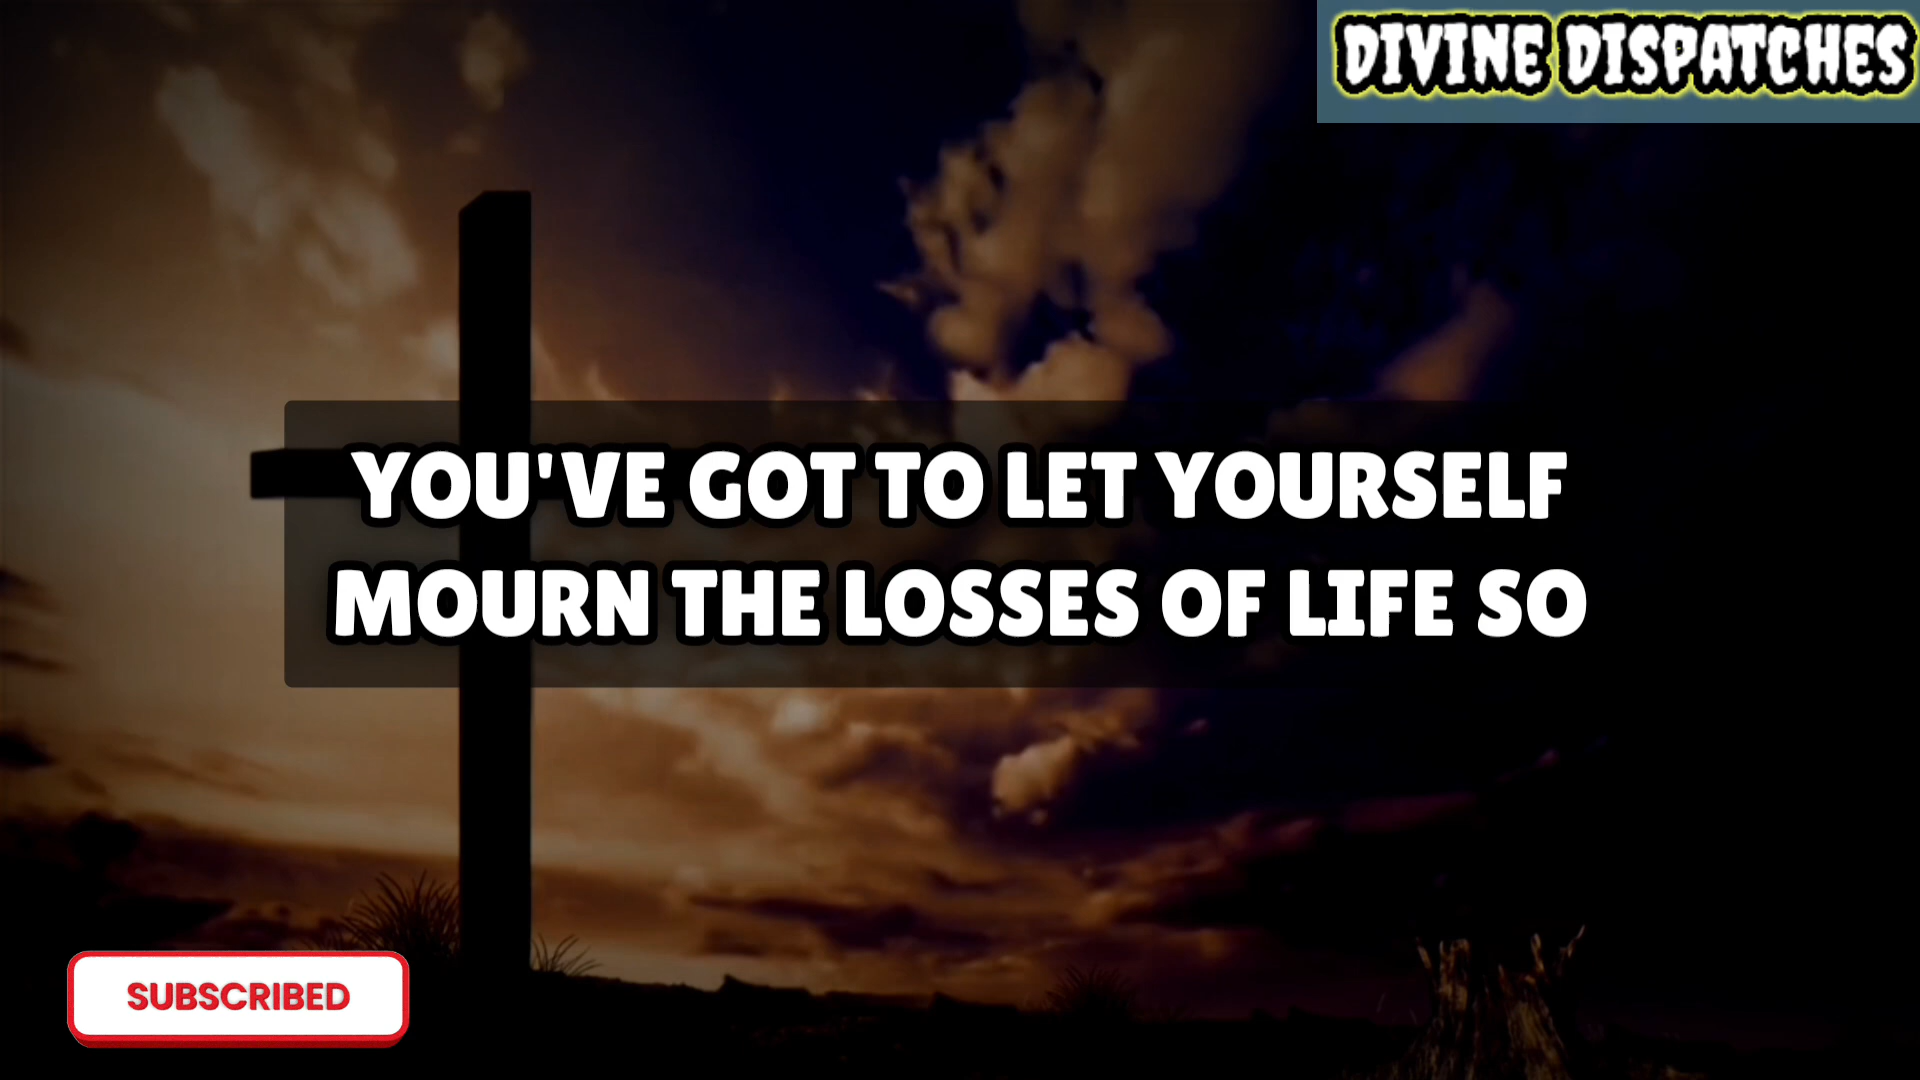 DIVINE DISPATCHES
YOU'VE GOT TO LET YOURSELF
MOURN THE LOSSES OF LIFE SO
SUBSCRIBED